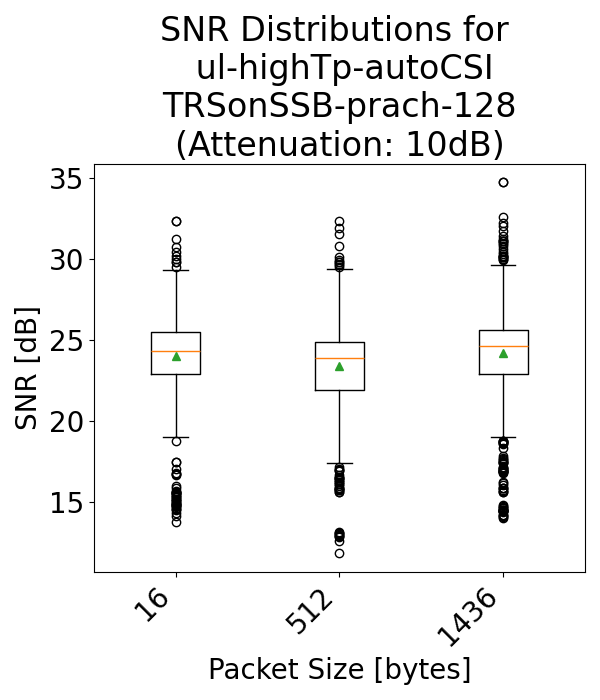 SNR Distributions for
ul-highTp-autoCSI
TRSonSSB-prach-128
(Attenuation: 10dB)
35
30
25
20
15
SNR [dB]
16
512
1436
Packet Size [bytes]